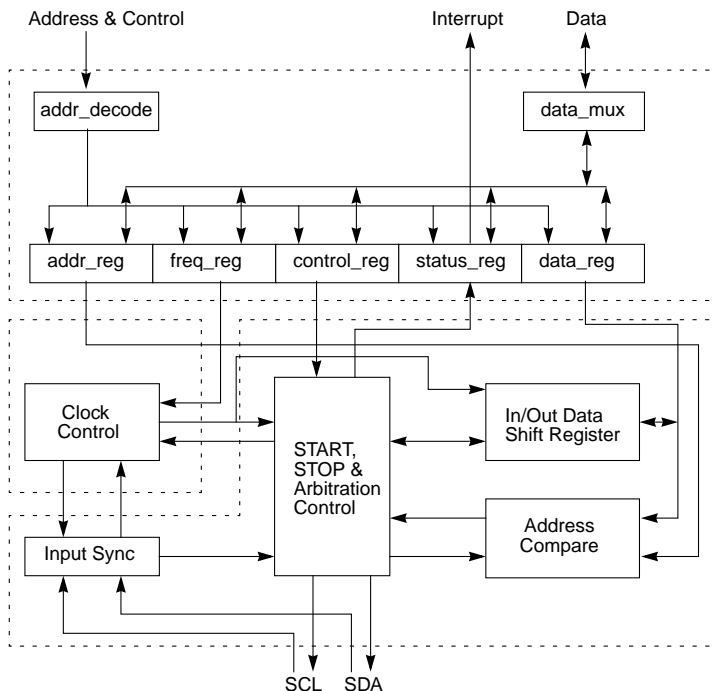 Address & Control
Interrupt
Data
addr_decode
data_mux
addr_reg
freq_reg
control_reg
status_reg
data_reg
Clock
Control
START,
STOP &
Arbitration
Control
In/Out Data
Shift Register
Input Sync
Address
Compare
SCL
SDA